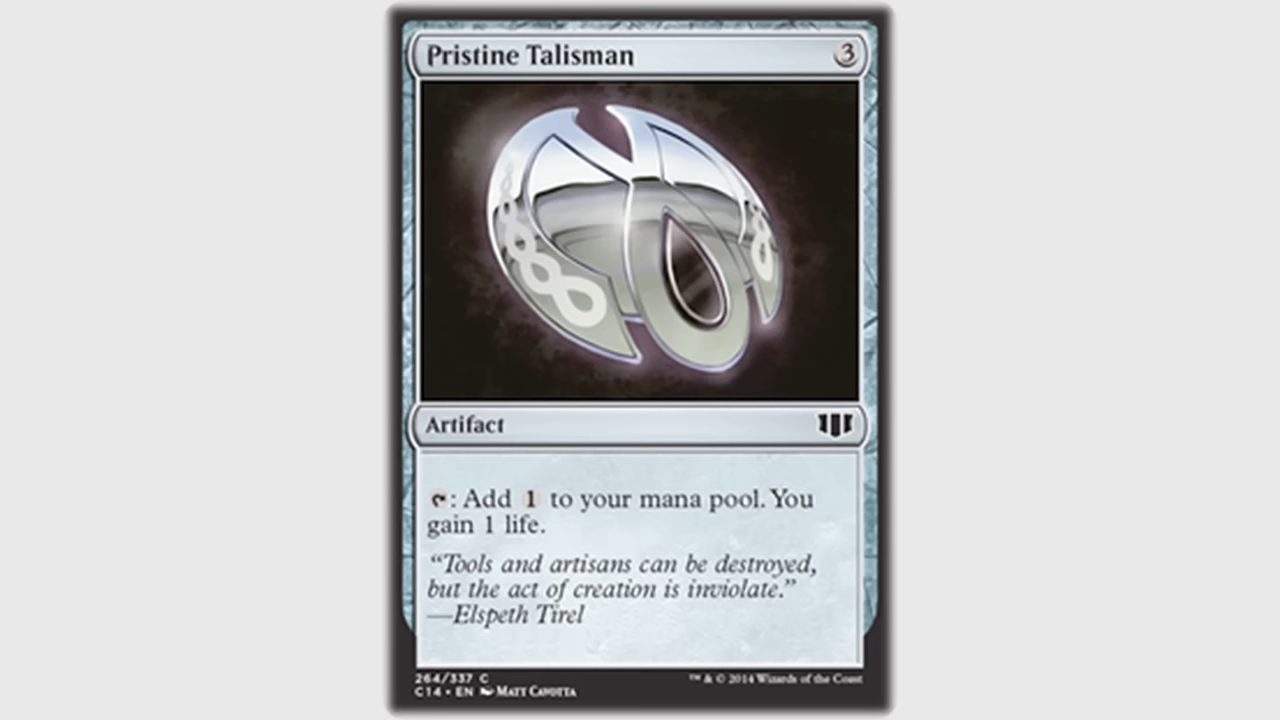 Pristine Talisman 3
Artifact
: Add 1 to your mana pool. You
gain 1 life.
“Tools and artisans can be destroyed,
but the act of creation is inviolate.”
—Elspeth Tirel
264/337 C
C14 • EN Matt Cavotta
™ & © 2014 Wizards of the Coast